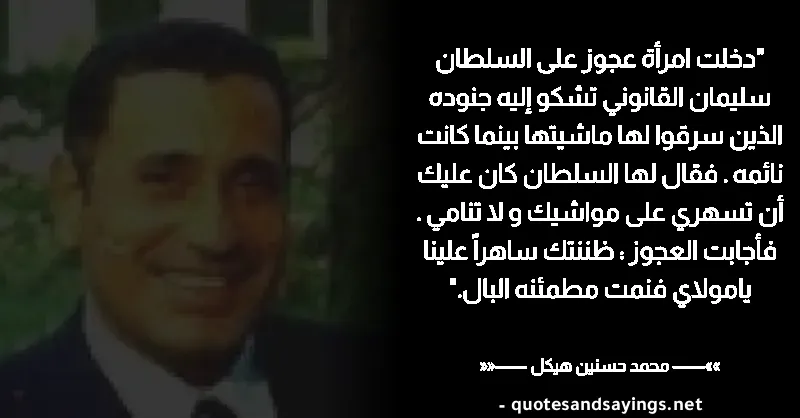 "دخلت امرأة عجوز على السلطان
سليمان القانوني تشكو إليه جنوده
الذين سرقوا لها ماشيتها بينما كانت
نائمه . فقال لها السلطان كان عليك
أن تسهري على مواشيك و لا تنامي .
فأجابت العجوز : ظننتك ساهراً علينا
يامولاي فنمت مطمئنه البال."
»»—— محمد حسنين هيكل ——««
- quotesandsayings.net